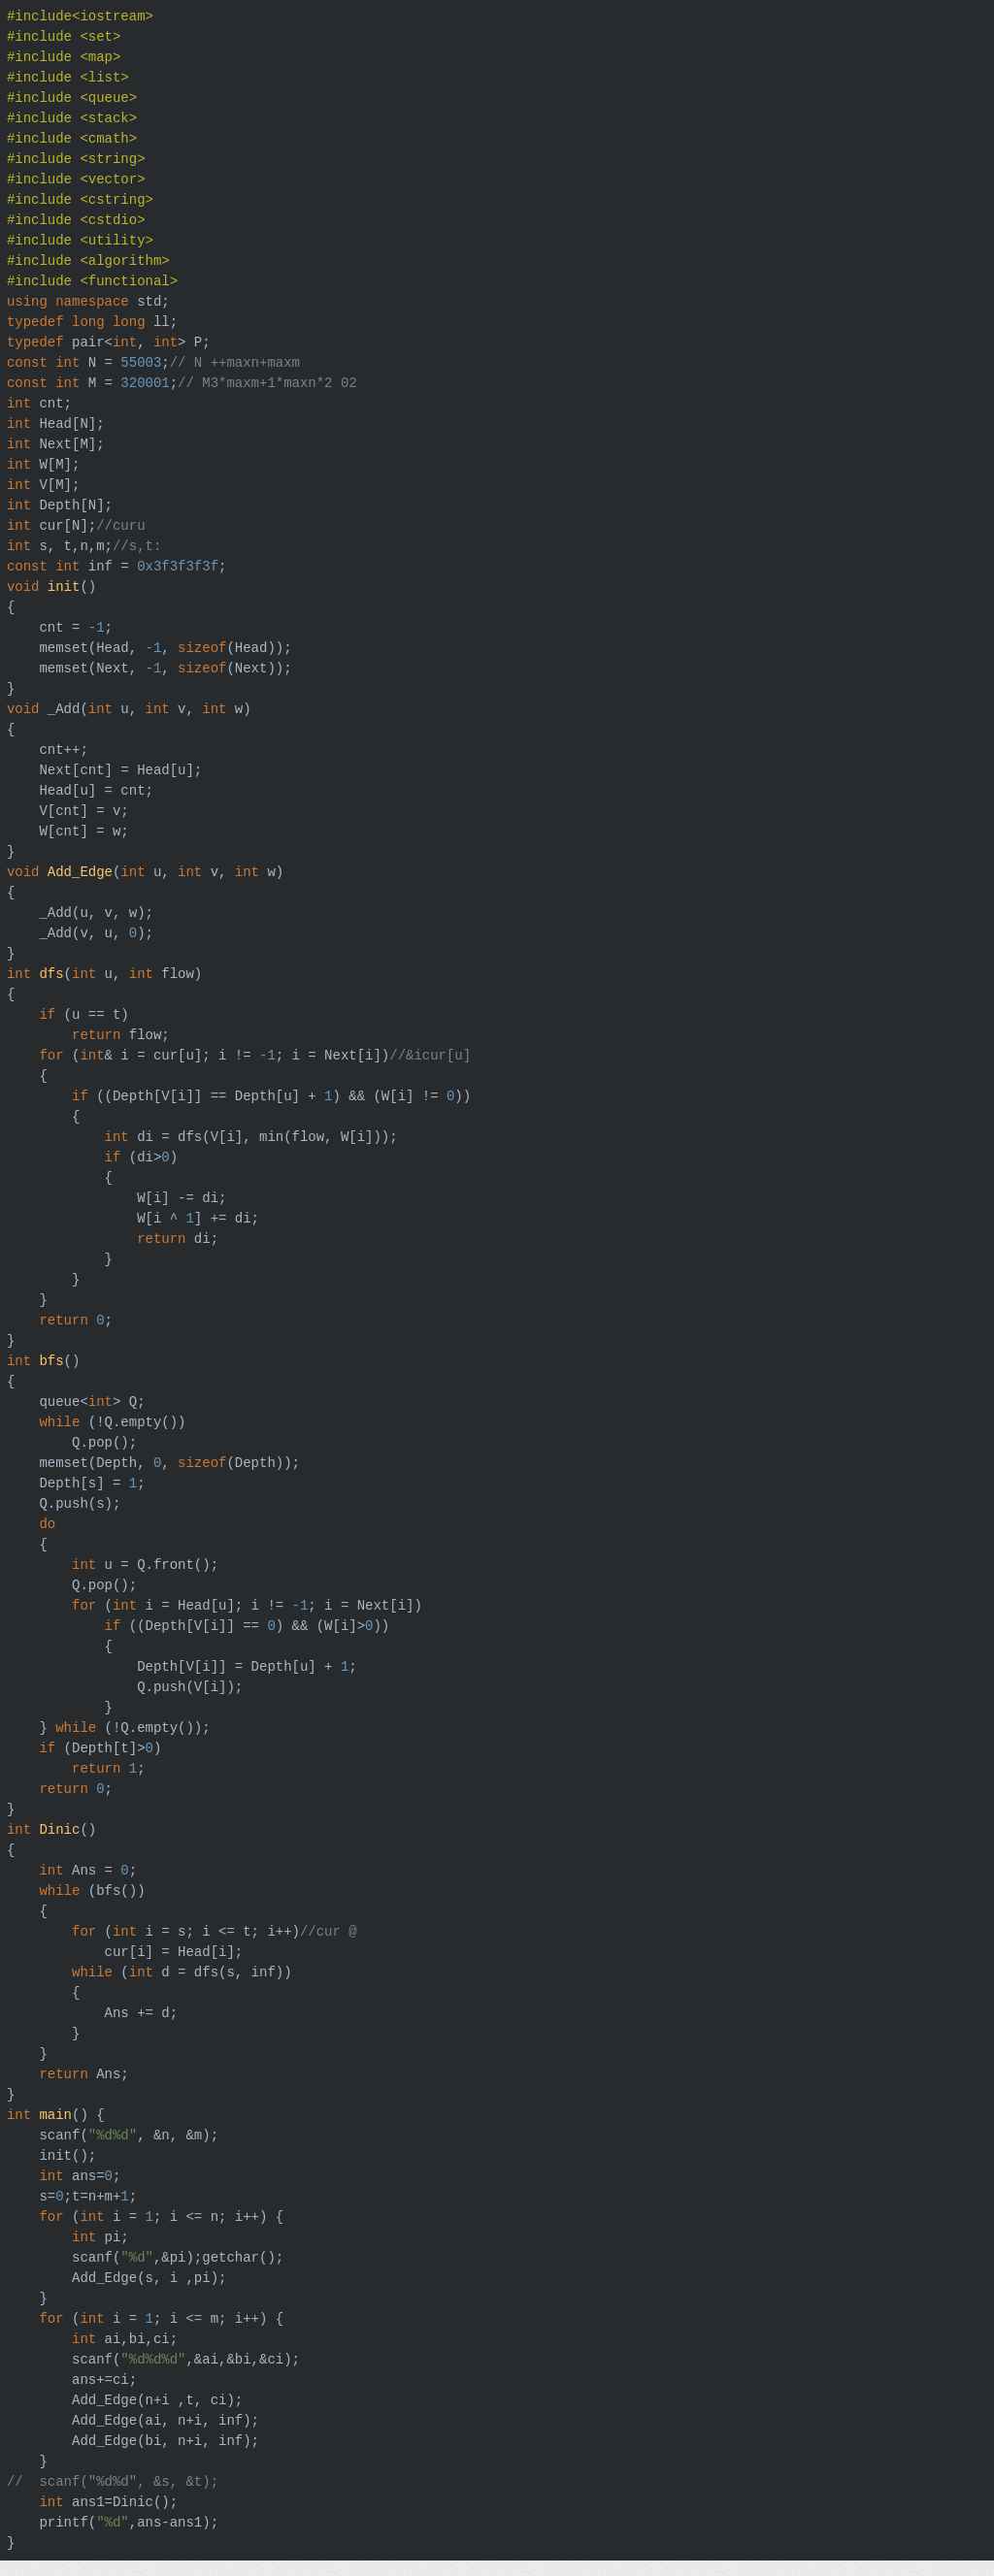 #include<iostream>
#include <set>
#include <map>
#include <list>
#include <queue>
#include <stack>
#include <cmath>
#include <string>
#include <vector>
#include <cstring>
#include <cstdio>
#include <utility>
#include <algorithm>
#include <functional>
using namespace std;
typedef long long ll;
typedef pair<int, int> P;
const int N = 55003;// N ++maxn+maxm
const int M = 320001;// M3*maxm+1*maxn*2 02
int cnt;
int Head[N];
int Next[M];
int W[M];
int V[M];
int Depth[N];
int cur[N];//curu
int s, t,n,m;//s,t:
const int inf = 0x3f3f3f3f;
void init()
{
    cnt = -1;
    memset(Head, -1, sizeof(Head));
    memset(Next, -1, sizeof(Next));
}
void _Add(int u, int v, int w)
{
    cnt++;
    Next[cnt] = Head[u];
    Head[u] = cnt;
    V[cnt] = v;
    W[cnt] = w;
}
void Add_Edge(int u, int v, int w)
{
    _Add(u, v, w);
    _Add(v, u, 0);
}
int dfs(int u, int flow)
{
    if (u == t)
        return flow;
    for (int& i = cur[u]; i != -1; i = Next[i])//&icur[u]
    {
        if ((Depth[V[i]] == Depth[u] + 1) && (W[i] != 0))
        {
            int di = dfs(V[i], min(flow, W[i]));
            if (di>0)
            {
                W[i] -= di;
                W[i ^ 1] += di;
                return di;
            }
        }
    }
    return 0;
}
int bfs()
{
    queue<int> Q;
    while (!Q.empty())
        Q.pop();
    memset(Depth, 0, sizeof(Depth));
    Depth[s] = 1;
    Q.push(s);
    do
    {
        int u = Q.front();
        Q.pop();
        for (int i = Head[u]; i != -1; i = Next[i])
            if ((Depth[V[i]] == 0) && (W[i]>0))
            {
                Depth[V[i]] = Depth[u] + 1;
                Q.push(V[i]);
            }
    } while (!Q.empty());
    if (Depth[t]>0)
        return 1;
    return 0;
}
int Dinic()
{
    int Ans = 0;
    while (bfs())
    {
        for (int i = s; i <= t; i++)//cur @
            cur[i] = Head[i];
        while (int d = dfs(s, inf))
        {
            Ans += d;
        }
    }
    return Ans;
}
int main() {
    scanf("%d%d", &n, &m);
    init();
    int ans=0;
    s=0;t=n+m+1;
    for (int i = 1; i <= n; i++) {
        int pi;
        scanf("%d",&pi);getchar();
        Add_Edge(s, i ,pi);
    }
    for (int i = 1; i <= m; i++) {
        int ai,bi,ci;
        scanf("%d%d%d",&ai,&bi,&ci);
        ans+=ci;
        Add_Edge(n+i ,t, ci);
        Add_Edge(ai, n+i, inf);
        Add_Edge(bi, n+i, inf);
    }
//  scanf("%d%d", &s, &t);
    int ans1=Dinic();
    printf("%d",ans-ans1);
}